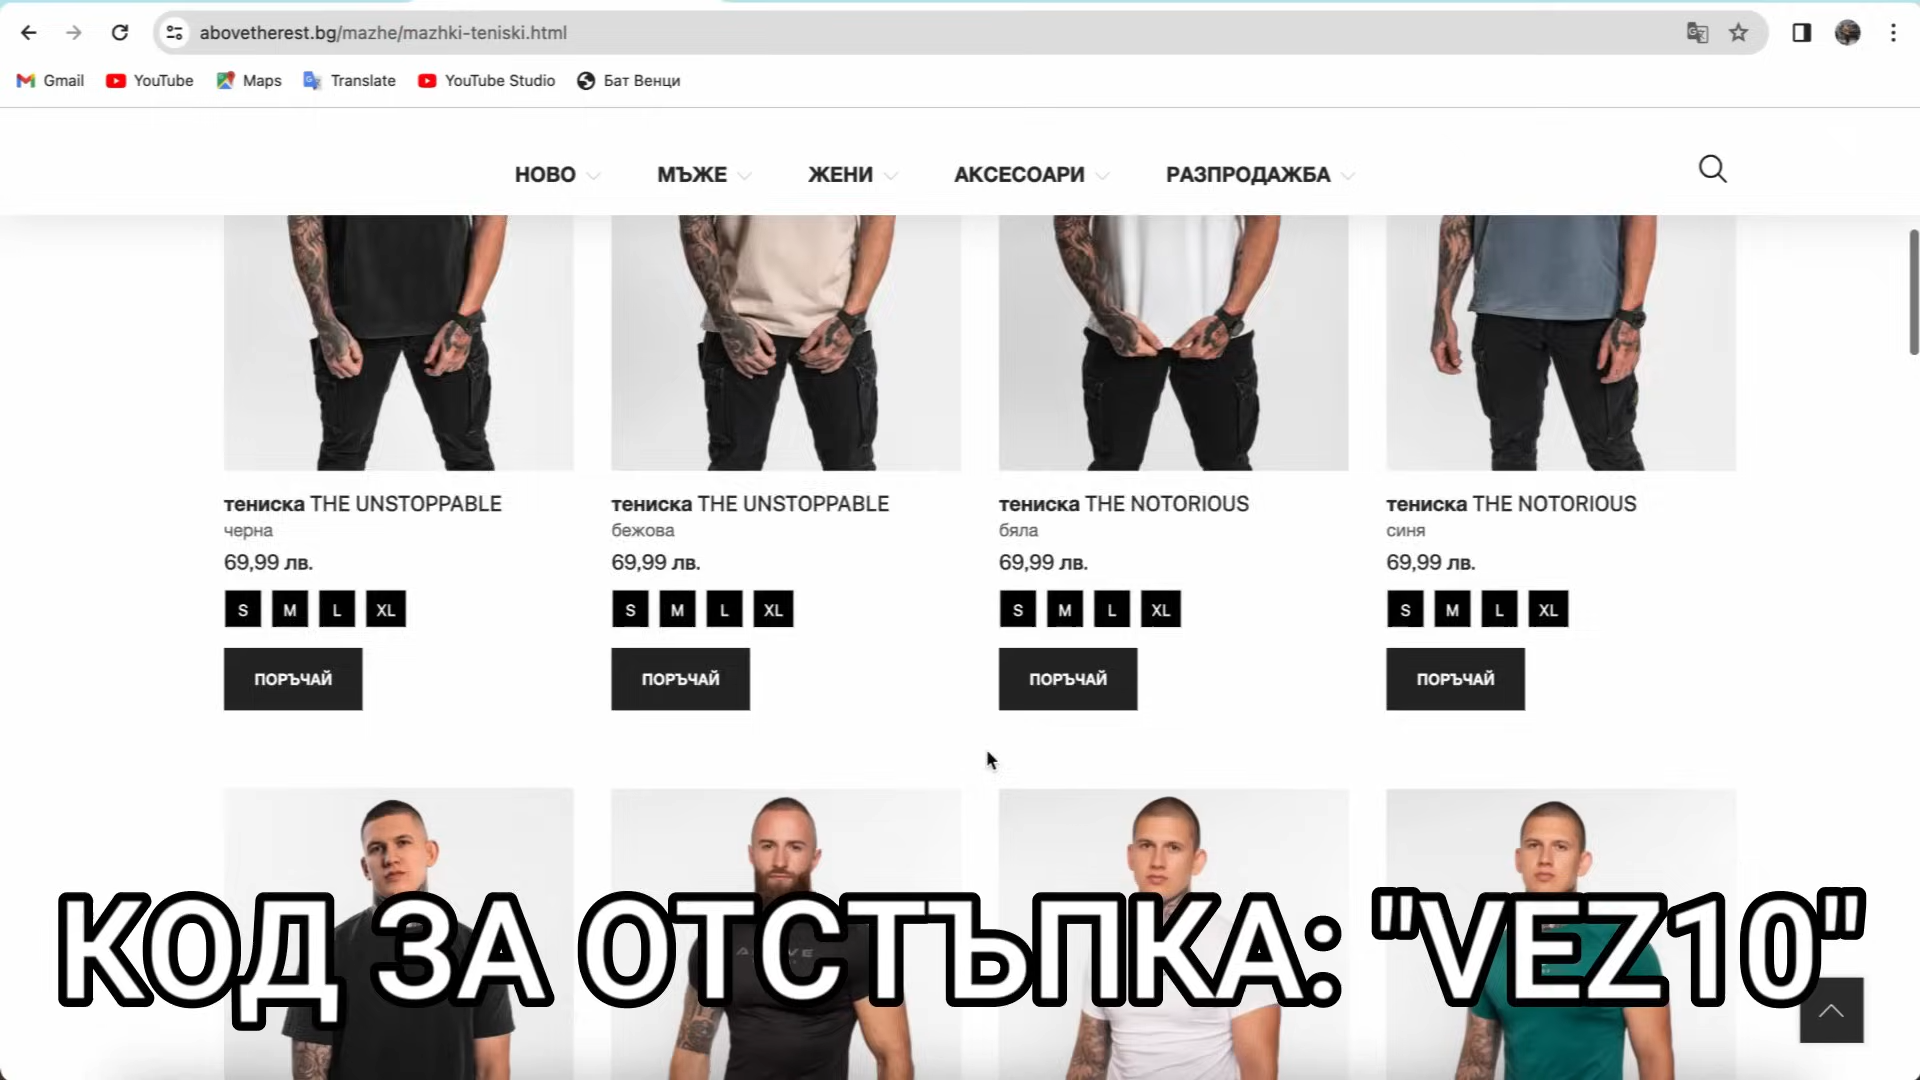 abovetherest.bg/mazhe/mazhki-teniski.html
Gmail YouTube Maps Translate YouTube Studio Бат Венци
НОВО МЪЖЕ ЖЕНИ АКСЕСОАРИ РАЗПРОДАЖБА
тениска THE UNSTOPPABLE
черна
69,99 лв.
S M L XL
ПОРЪЧАЙ
тениска THE UNSTOPPABLE
бежова
69,99 лв.
S M L XL
ПОРЪЧАЙ
тениска THE NOTORIOUS
бяла
69,99 лв.
S M L XL
ПОРЪЧАЙ
тениска THE NOTORIOUS
синя
69,99 лв.
S M L XL
ПОРЪЧАЙ
КОД ЗА ОТСТЪПКА: "VEZ10"